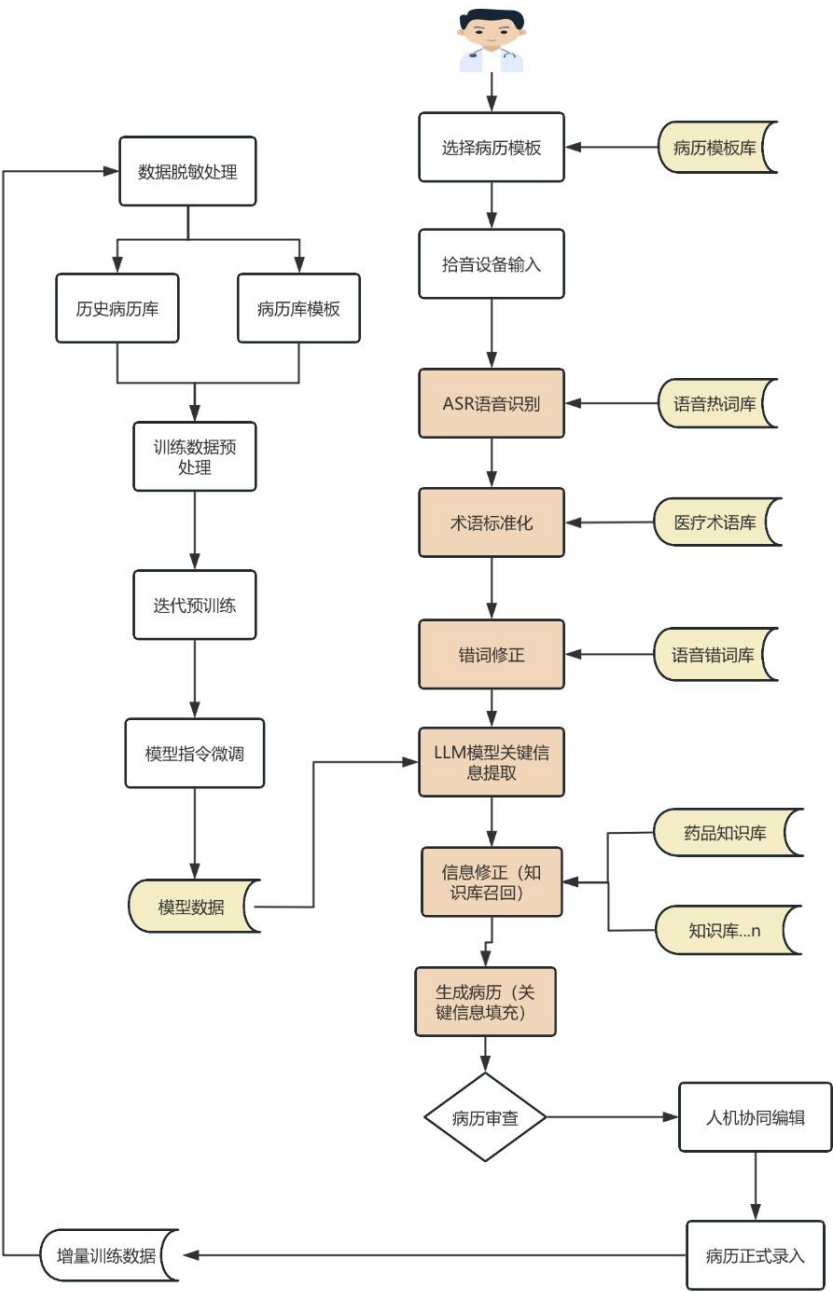 选择病历模板
病历模板库
数据脱敏处理
拾音设备输入
历史病历库
病历库模板
ASR语音识别
语音热词库
训练数据预
处理
术语标准化
医疗术语库
迭代预训练
错词修正
语音错词库
模型指令微调
LLM模型关键信
息提取
药品知识库
信息修正（知
识库召回）
模型数据
知识库...n
生成病历（关
键信息填充）
病历审查
人机协同编辑
增量训练数据
病历正式录入